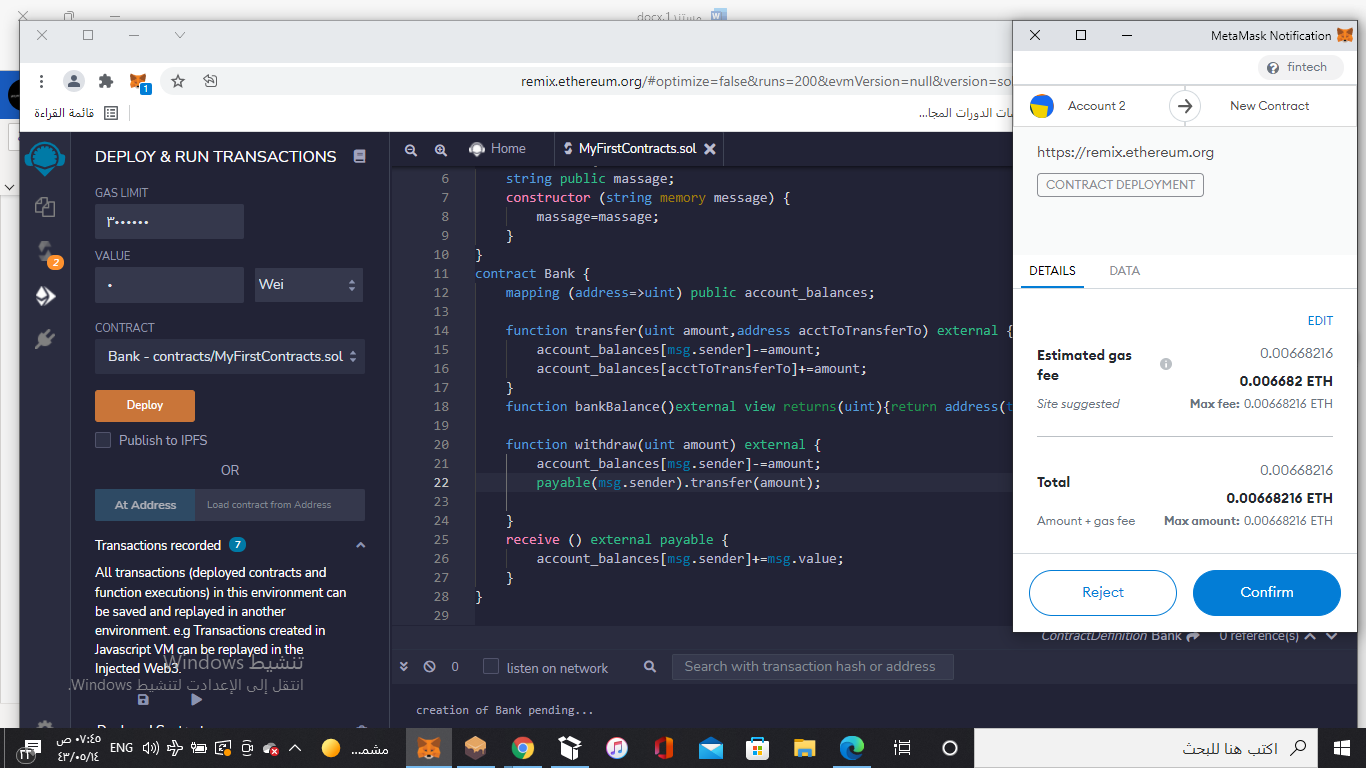 مستند1.docx
MetaMask Notification
fintech
Account 2
New Contract
https://remix.ethereum.org
CONTRACT DEPLOYMENT
DETAILS
DATA
EDIT
Estimated gas fee
0.00668216
0.006682 ETH
Site suggested
Max fee: 0.00668216 ETH
Total
0.00668216
0.00668216 ETH
Amount + gas fee
Max amount: 0.00668216 ETH
Reject
Confirm
1
remix.ethereum.org/#optimize=false&runs=200&evmVersion=null&version=so
قائمة القراءة
ات الدورات المجا...
DEPLOY & RUN TRANSACTIONS
GAS LIMIT
٣٠٠٠٠٠٠
VALUE
٠
Wei
CONTRACT
Bank - contracts/MyFirstContracts.sol
Deploy
Publish to IPFS
OR
At Address
Load contract from Address
Transactions recorded 7
All transactions (deployed contracts and
function executions) in this environment can
be saved and replayed in another
environment. e.g Transactions created in
Javascript VM can be replayed in the
Injected Web3.
2
Home
MyFirstContracts.sol
6 string public massage;
7 constructor (string memory message) {
8 massage=massage;
9 }
10 }
11 contract Bank {
12 mapping (address=>uint) public account_balances;
13
14 function transfer(uint amount,address acctToTransferTo) external {
15 account_balances[msg.sender]-=amount;
16 account_balances[acctToTransferTo]+=amount;
17 }
18 function bankBalance()external view returns(uint){return address(t
19
20 function withdraw(uint amount) external {
21 account_balances[msg.sender]-=amount;
22 payable(msg.sender).transfer(amount);
23
24 }
25 receive () external payable {
26 account_balances[msg.sender]+=msg.value;
27 }
28 }
29
ContractDefinition Bank
0 reference(s)
0
listen on network
Search with transaction hash or address
creation of Bank pending...
تنشيط Windows
انتقل إلى الإعدادت لتنشيط Windows.
٢٣
٠٧:٤٥ ص
٤٣/٠٥/١٤
ENG
مشمـ...
اكتب هنا للبحث